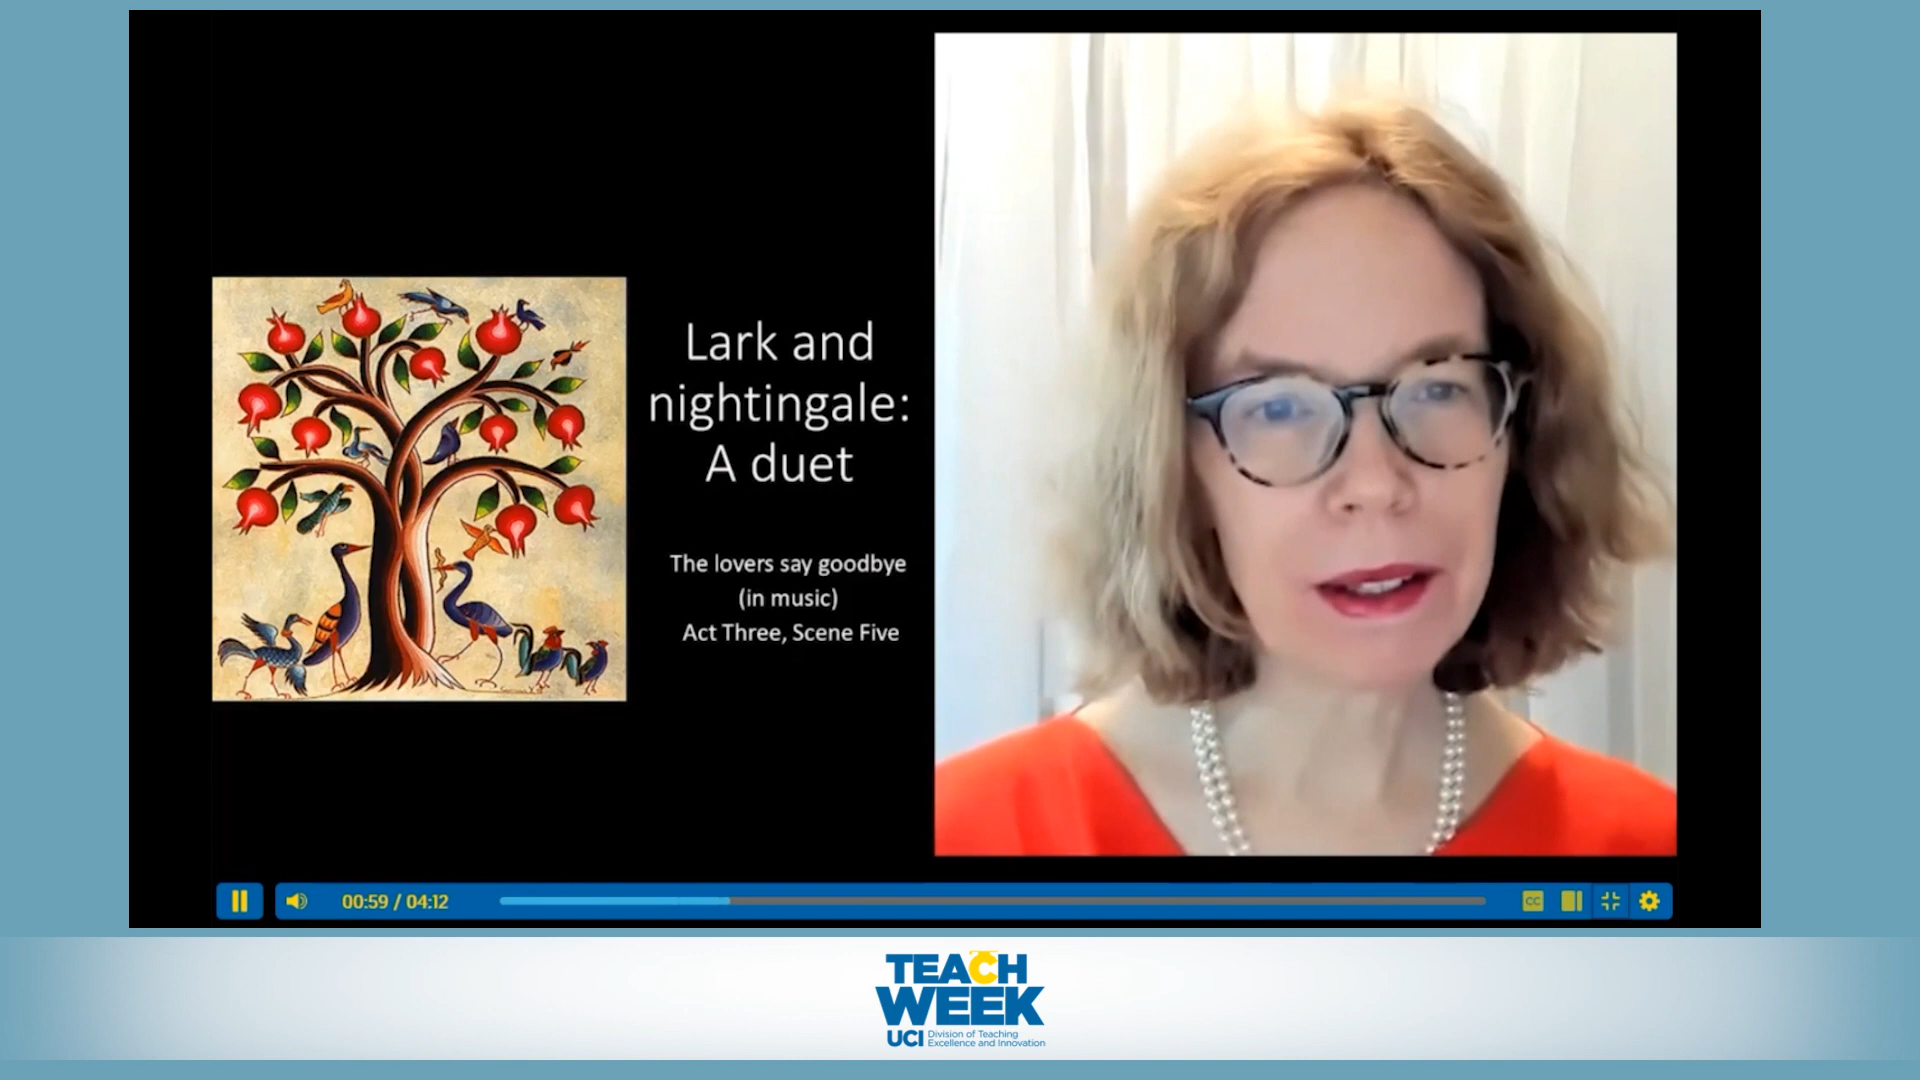 Lark and
nightingale:
A duet
The lovers say goodbye
(in music)
Act Three, Scene Five
00:59 / 04:12
CC
TEACH
WEEK
UCI Division of Teaching
Excellence and Innovation